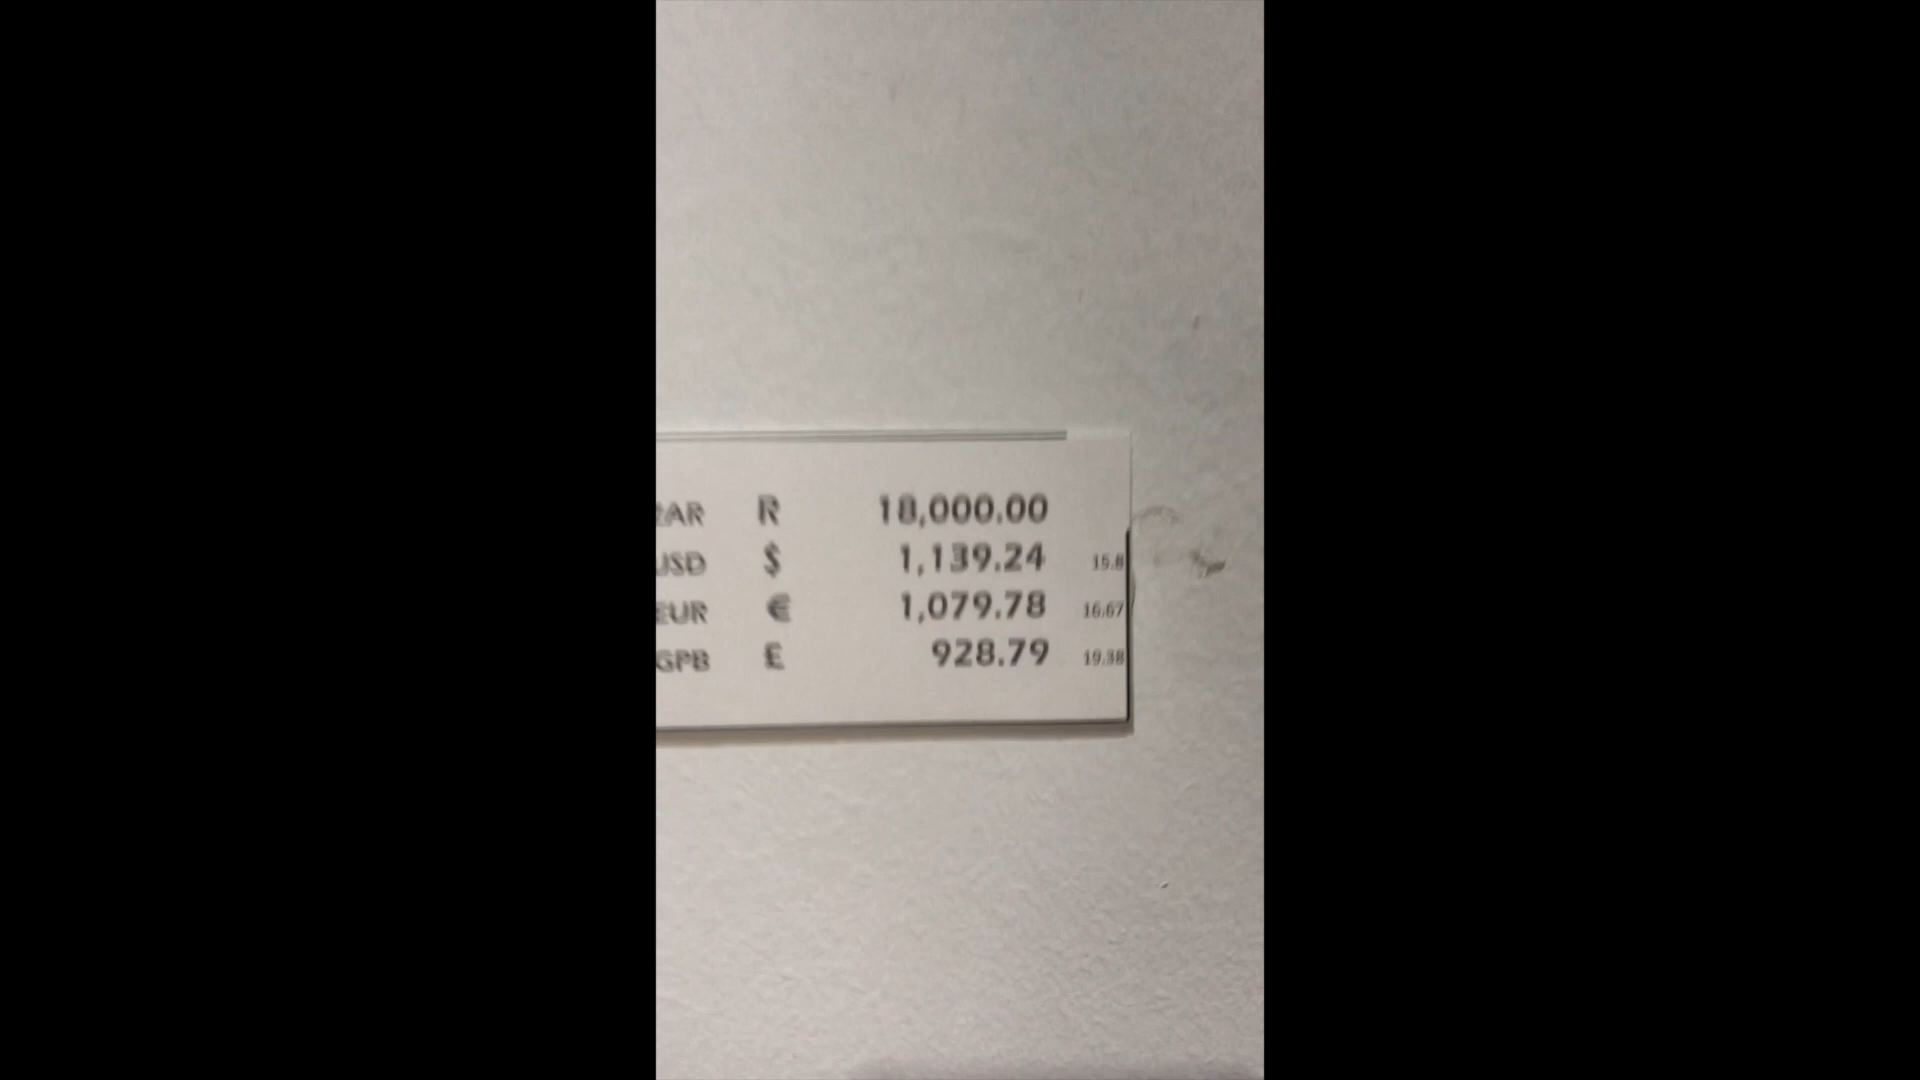 ZAR R 18,000.00
USD $ 1,139.24 15.8
EUR € 1,079.78 16.67
GPB £ 928.79 19.38